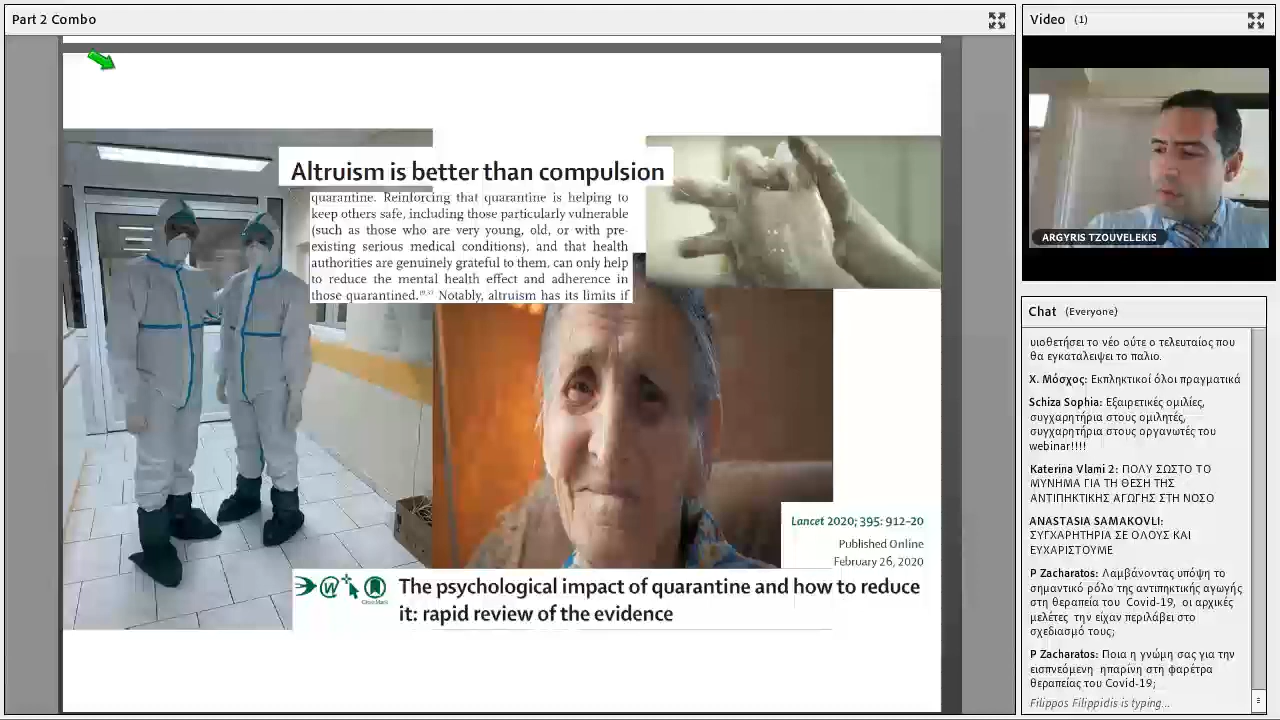 Part 2 Combo
Altruism is better than compulsion
quarantine. Reinforcing that quarantine is helping to
keep others safe, including those particularly vulnerable
(such as those who are very young, old, or with pre-
existing serious medical conditions), and that health
authorities are genuinely grateful to them, can only help
to reduce the mental health effect and adherence in
those quarantined. Notably, altruism has its limits if
Lancet 2020; 395: 912–20
Published Online
February 26, 2020
The psychological impact of quarantine and how to reduce
it: rapid review of the evidence
Video (1)
ARGYRIS TZOUVELEKIS
Chat (Everyone)
υιοθετήσει το νέο ούτε ο τελευταίος που
θα εγκαταλειψει το παλιο.
Χ. Μόσχος: Εκπληκτικοί όλοι πραγματικά
Schiza Sophia: Εξαιρετικές ομιλίες,
συγχαρητήρια στους ομιλητές,
συγχαρητήρια στους οργανωτές του
webinar!!!!
Katerina Vlami 2: ΠΟΛΥ ΣΩΣΤΟ ΤΟ
ΜΥΝΗΜΑ ΓΙΑ ΤΗ ΘΕΣΗ ΤΗΣ
ΑΝΤΙΠΗΚΤΙΚΗΣ ΑΓΩΓΗΣ ΣΤΗ ΝΟΣΟ
ANASTASIA SAMAKOVLI:
ΣΥΓΧΑΡΗΤΗΡΙΑ ΣΕ ΟΛΟΥΣ ΚΑΙ
ΕΥΧΑΡΙΣΤΟΥΜΕ
P Zacharatos: Λαμβάνοντας υπόψη το
σημαντικό ρόλο της αντιπηκτικής αγωγής
στη θεραπεία του Covid-19, οι αρχικές
μελέτες την είχαν περιλάβει στο
σχεδιασμό τους;
P Zacharatos: Ποια η γνώμη σας για την
εισπνεόμενη ηπαρίνη στη φαρέτρα
θεραπείας του Covid-19;
Filippos Filippidis is typing...